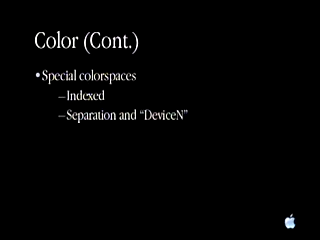 Color (Cont.)
•Special colorspaces
–Indexed
–Separation and “DeviceN”